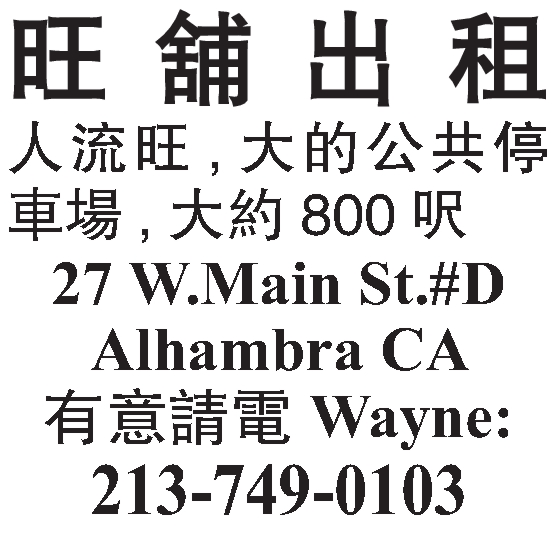 旺舖出租
人流旺,大的公共停
車場,大約 800 呎
27 W.Main St.#D
Alhambra CA
有意請電 Wayne:
213-749-0103